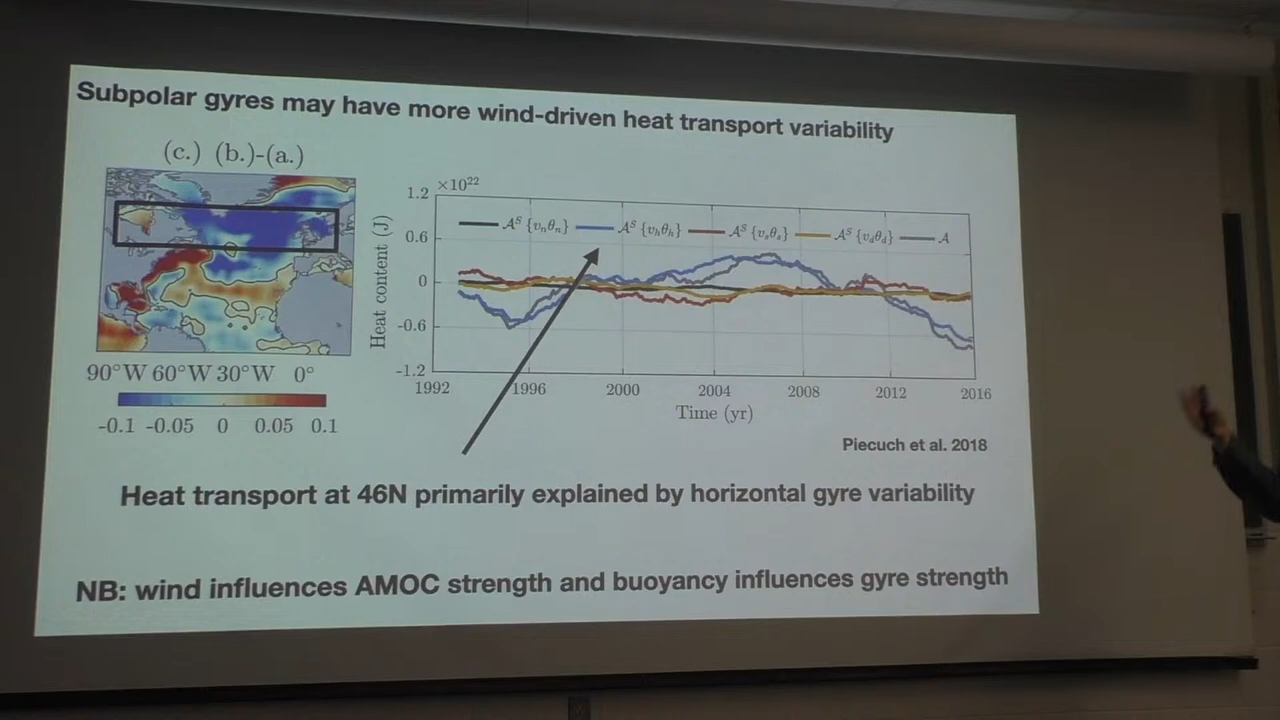 Subpolar gyres may have more wind-driven heat transport variability
(c.) (b.)-(a.)
90°W 60°W 30°W 0°
-0.1 -0.05 0 0.05 0.1
×10²²
1.2
0.6
0
-0.6
-1.2
Heat content (J)
𝒜ˢ {vₙθₙ} 𝒜ˢ {vₕθₕ} 𝒜ˢ {vₛθₛ} 𝒜ˢ {v_dθ_d} 𝒜
1992 1996 2000 2004 2008 2012 2016
Time (yr)
Piecuch et al. 2018
Heat transport at 46N primarily explained by horizontal gyre variability
NB: wind influences AMOC strength and buoyancy influences gyre strength